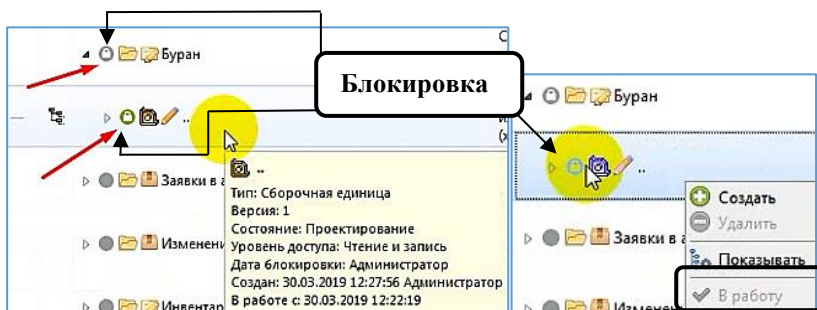 С
Буран
Блокировка
..
(х
..
Заявки в а
Тип: Сборочная единица
Версия: 1
Состояние: Проектирование
Изменени
Уровень доступа: Чтение и запись
Дата блокировки: Администратор
Создан: 30.03.2019 12:27:56 Администратор
Инвентар
В работе с: 30.03.2019 12:22:19
Буран
..
Создать
Удалить
Заявки в а
Показывать
В работу
Изменен